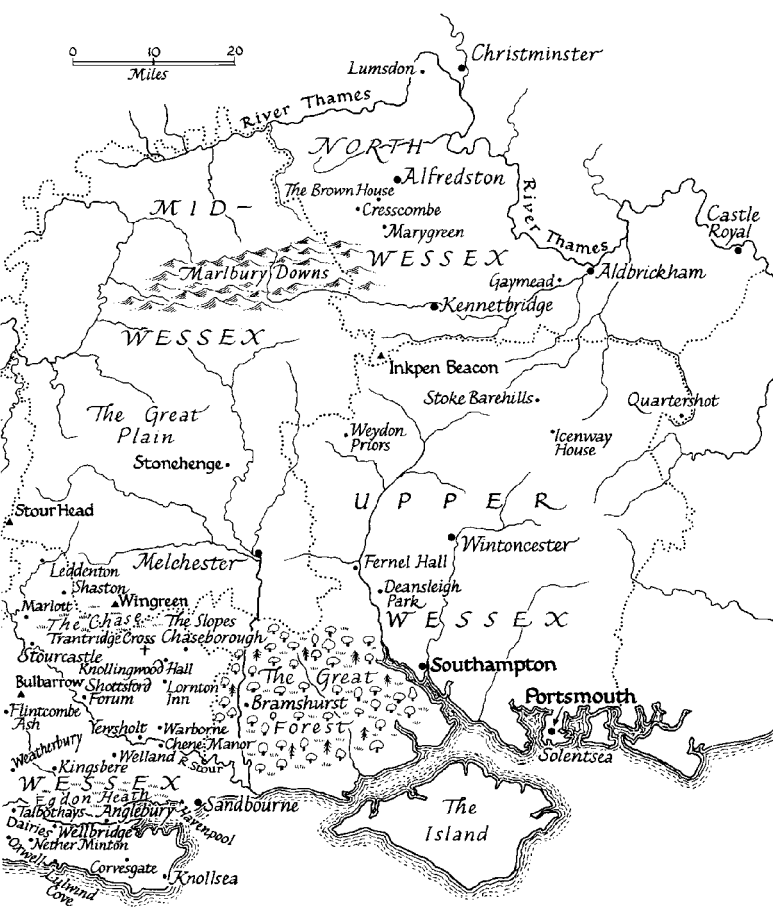 0 10 20
Miles
Christminster
Lumsdon
River Thames
NORTH
Alfredston
The Brown House
Cresscombe
Marygreen
MID-
River Thames
Castle
Royal
WESSEX
Marlbury Downs
Gaymead
Aldbrickham
Kennetbridge
WESSEX
Inkpen Beacon
Stoke Barehills
Quartershot
The Great
Plain
Weydon
Priors
Icenway
House
Stonehenge
UPPER
Stour Head
Wintoncester
Melchester
Fernel Hall
Leddenton
Shaston
Deansleigh
Park
Marlott
Wingreen
WESSEX
The Chase
The Slopes
Trantridge Cross
Chaseborough
Stourcastle
Knollingwood Hall
Southampton
The Great
Bulbarrow
Shottsford
Forum
Lornton
Inn
Portsmouth
Bramshurst
Flintcombe
Ash
Forest
Yewsholt
Warborne
Solentsea
Weatherbury
Chene Manor
Welland
R. Stour
Kingsbere
WESSEX
Egdon Heath
Sandbourne
The
Island
Talbothays
Anglebury
Havenpool
Dairies
Wellbridge
Nether Minton
Orwell
Corvesgate
Lulwind
Cove
Knollsea